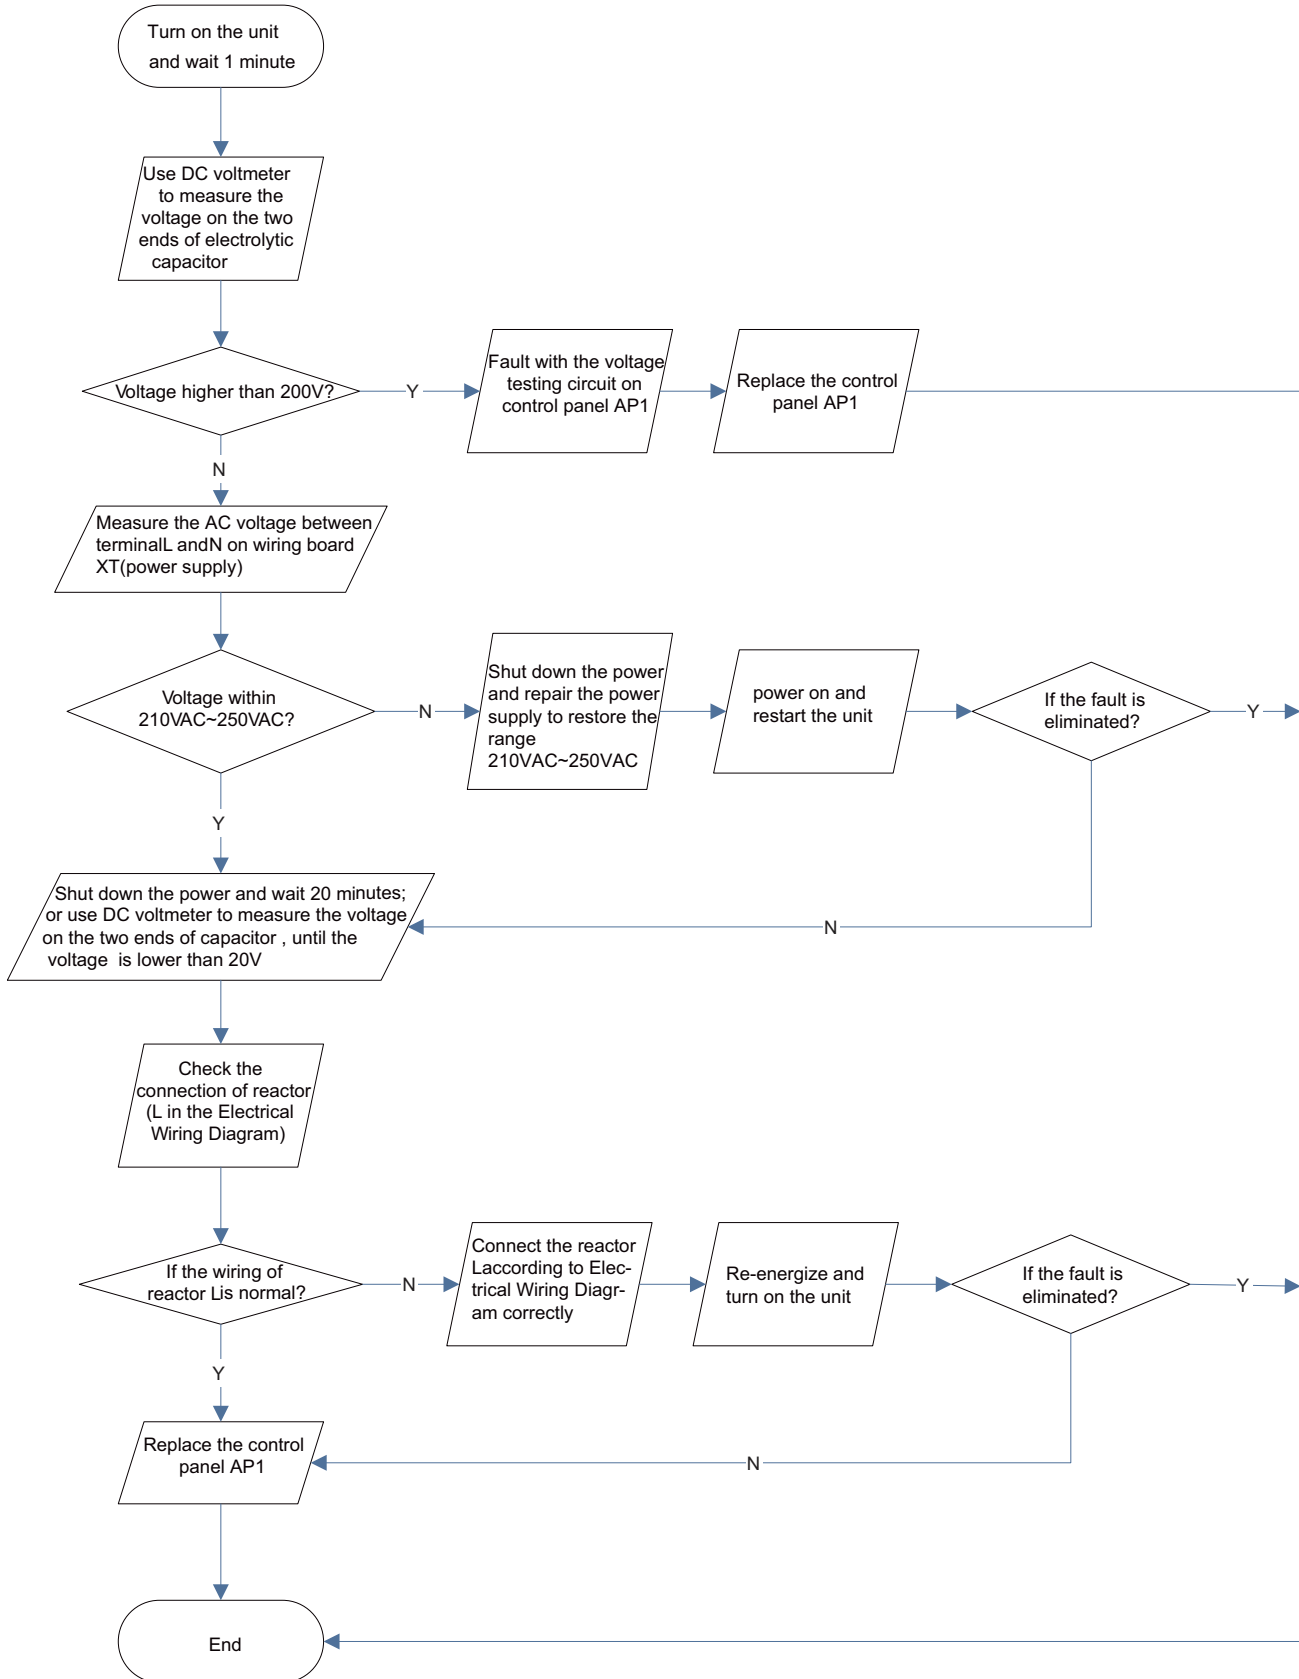 Turn on the unit
and wait 1 minute
Use DC voltmeter
to measure the
voltage on the two
ends of electrolytic
capacitor
Voltage higher than 200V?
Y
Fault with the voltage
testing circuit on
control panel AP1
Replace the control
panel AP1
N
Measure the AC voltage between
terminalL andN on wiring board
XT(power supply)
Voltage within
210VAC~250VAC?
N
Shut down the power
and repair the power
supply to restore the
range
210VAC~250VAC
power on and
restart the unit
If the fault is
eliminated?
Y
Y
Shut down the power and wait 20 minutes;
or use DC voltmeter to measure the voltage
on the two ends of capacitor , until the
voltage is lower than 20V
N
Check the
connection of reactor
(L in the Electrical
Wiring Diagram)
If the wiring of
reactor Lis normal?
N
Connect the reactor
Laccording to Elec-
trical Wiring Diagr-
am correctly
Re-energize and
turn on the unit
If the fault is
eliminated?
Y
Y
Replace the control
panel AP1
N
End